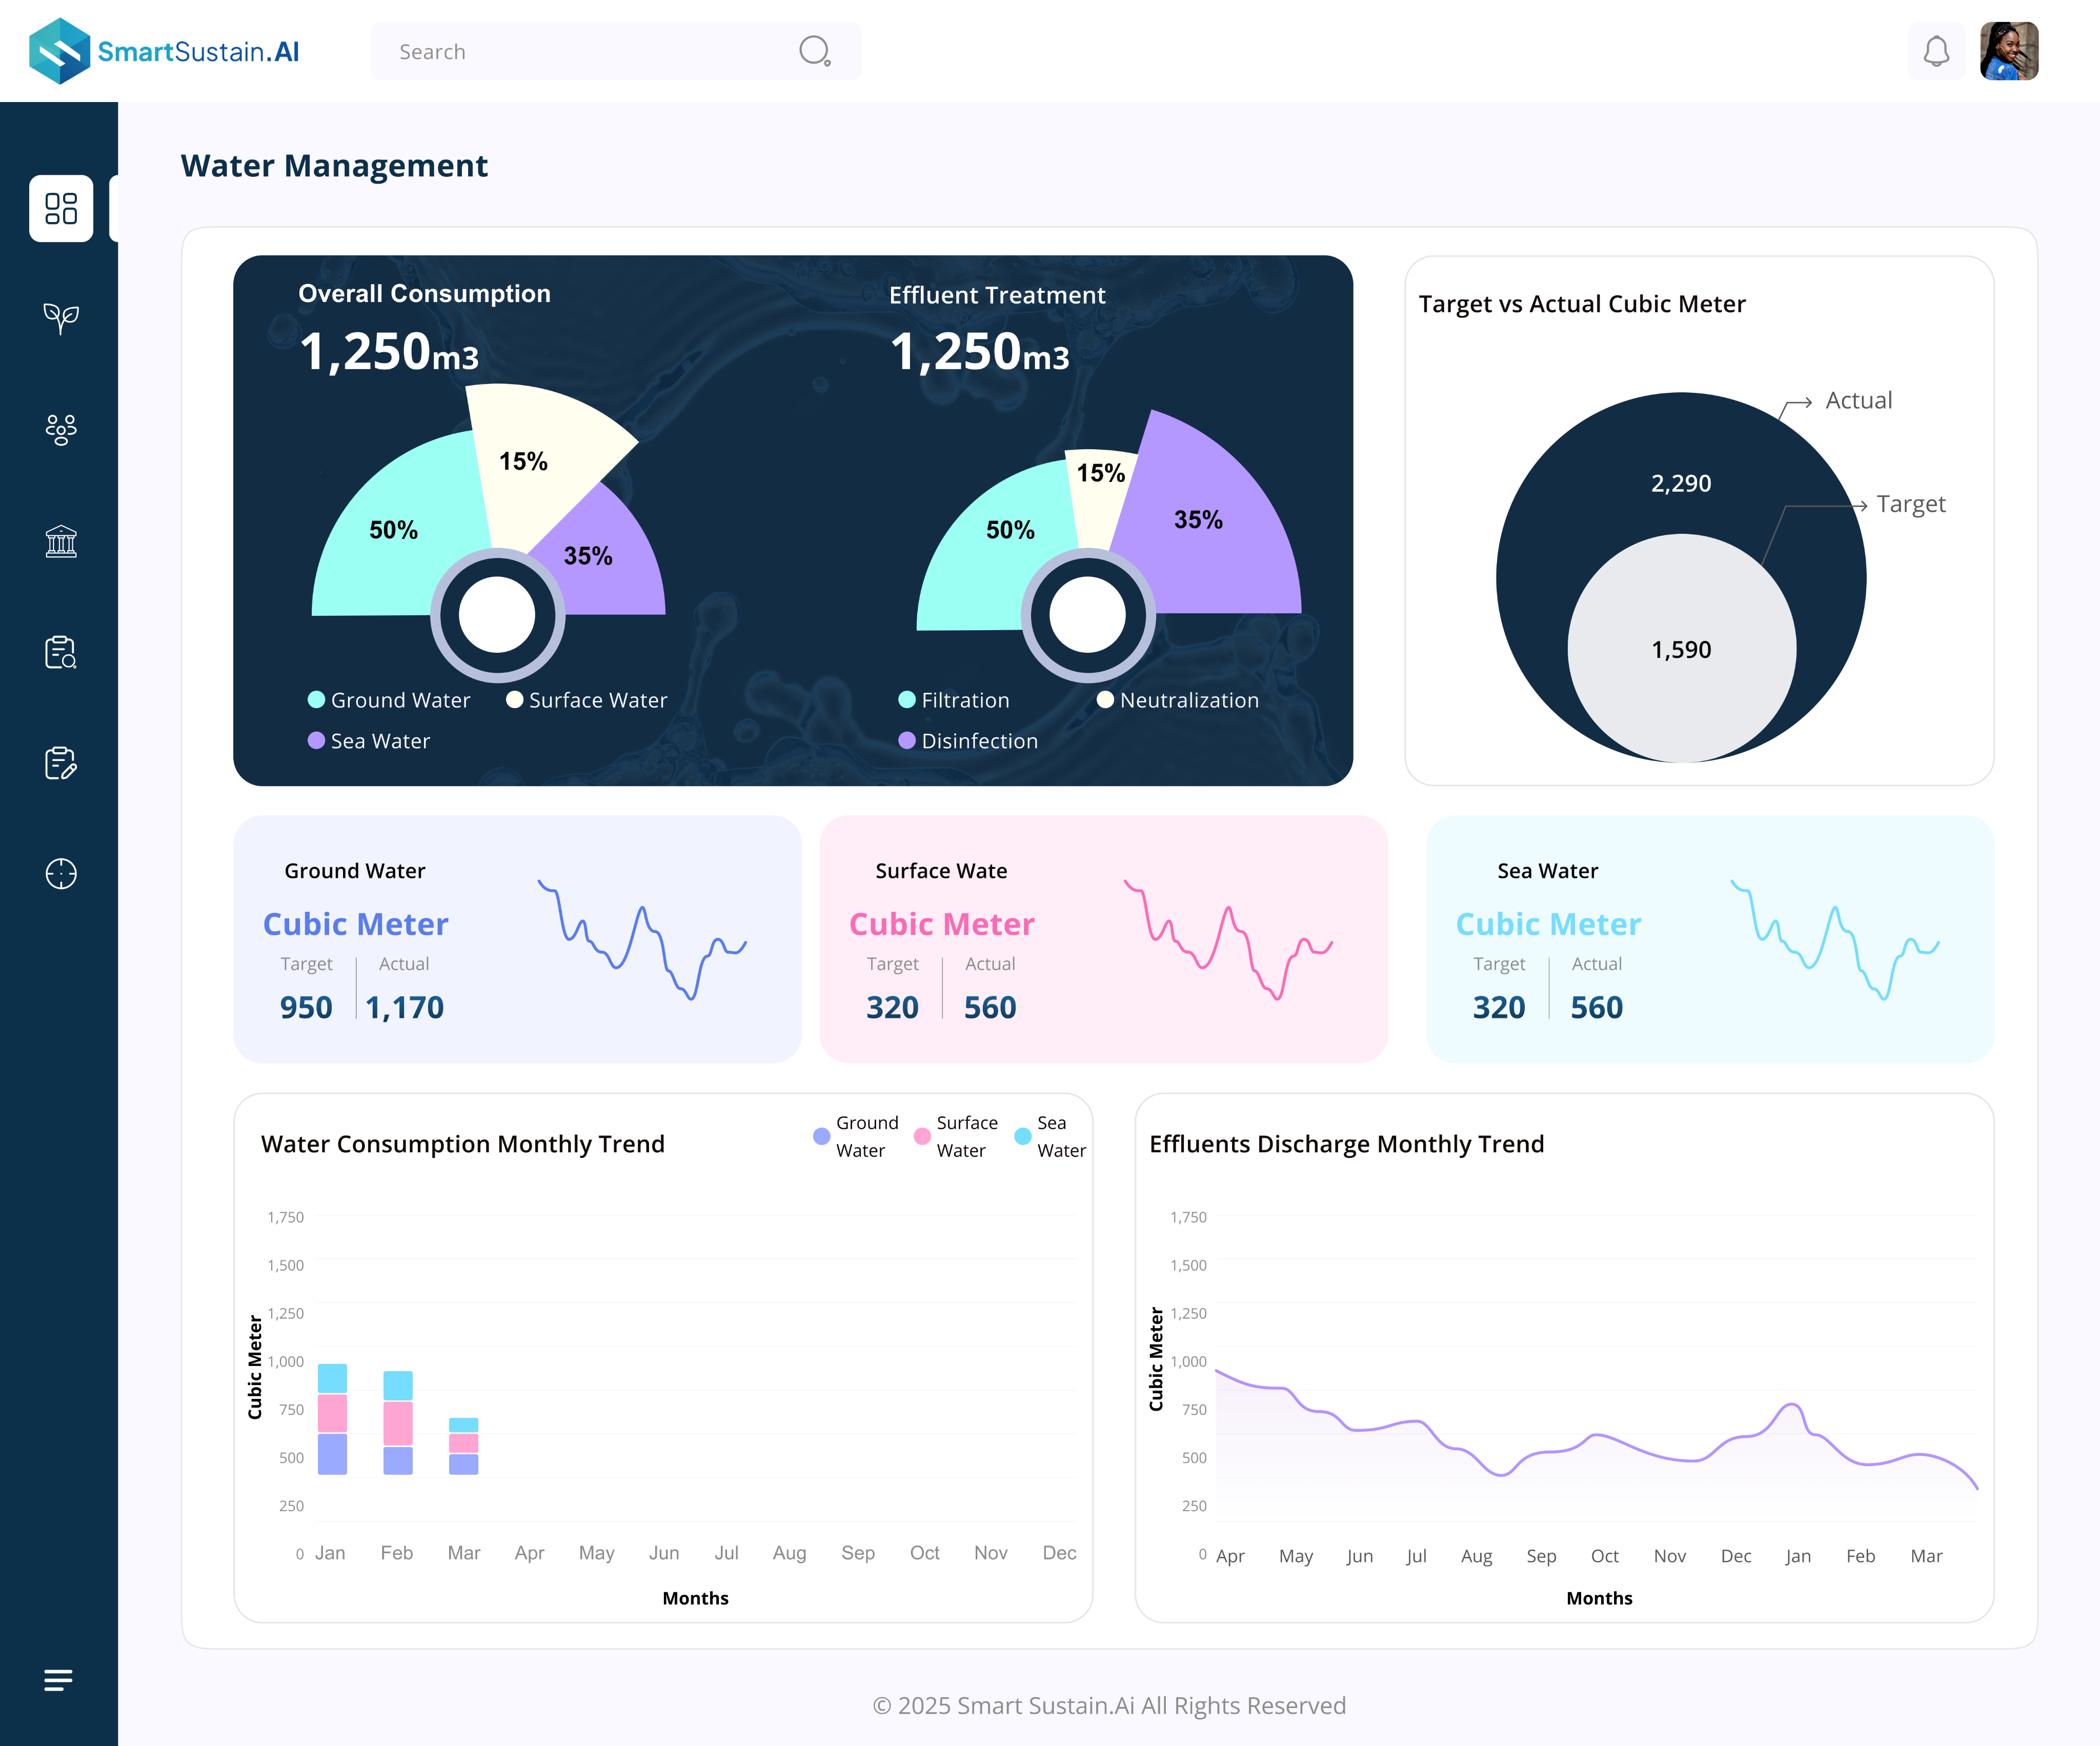 SmartSustain.AI
Search
Water Management
Overall Consumption
1,250m3
15%
50%
35%
Ground Water
Surface Water
Sea Water
Effluent Treatment
1,250m3
15%
50%
35%
Filtration
Neutralization
Disinfection
Target vs Actual Cubic Meter
Actual
2,290
Target
1,590
Ground Water
Cubic Meter
Target
Actual
950
1,170
Surface Wate
Cubic Meter
Target
Actual
320
560
Sea Water
Cubic Meter
Target
Actual
320
560
Water Consumption Monthly Trend
Ground
Water
Surface
Water
Sea
Water
1,750
1,500
1,250
1,000
750
500
250
0
Cubic Meter
Jan Feb Mar Apr May Jun Jul Aug Sep Oct Nov Dec
Months
Effluents Discharge Monthly Trend
1,750
1,500
1,250
1,000
750
500
250
0
Cubic Meter
Apr May Jun Jul Aug Sep Oct Nov Dec Jan Feb Mar
Months
© 2025 Smart Sustain.Ai All Rights Reserved